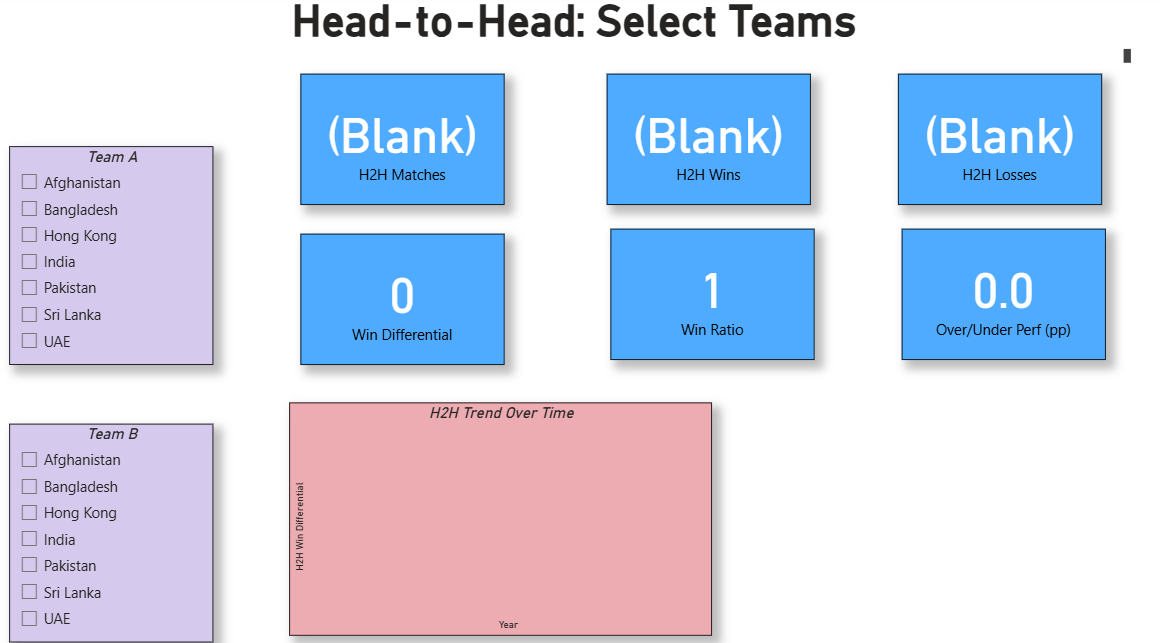 Head-to-Head: Select Teams
(Blank)
H2H Matches
(Blank)
H2H Wins
(Blank)
H2H Losses
0
Win Differential
1
Win Ratio
0.0
Over/Under Perf (pp)
Team A
Afghanistan
Bangladesh
Hong Kong
India
Pakistan
Sri Lanka
UAE
Team B
Afghanistan
Bangladesh
Hong Kong
India
Pakistan
Sri Lanka
UAE
H2H Trend Over Time
H2H Win Differential
Year